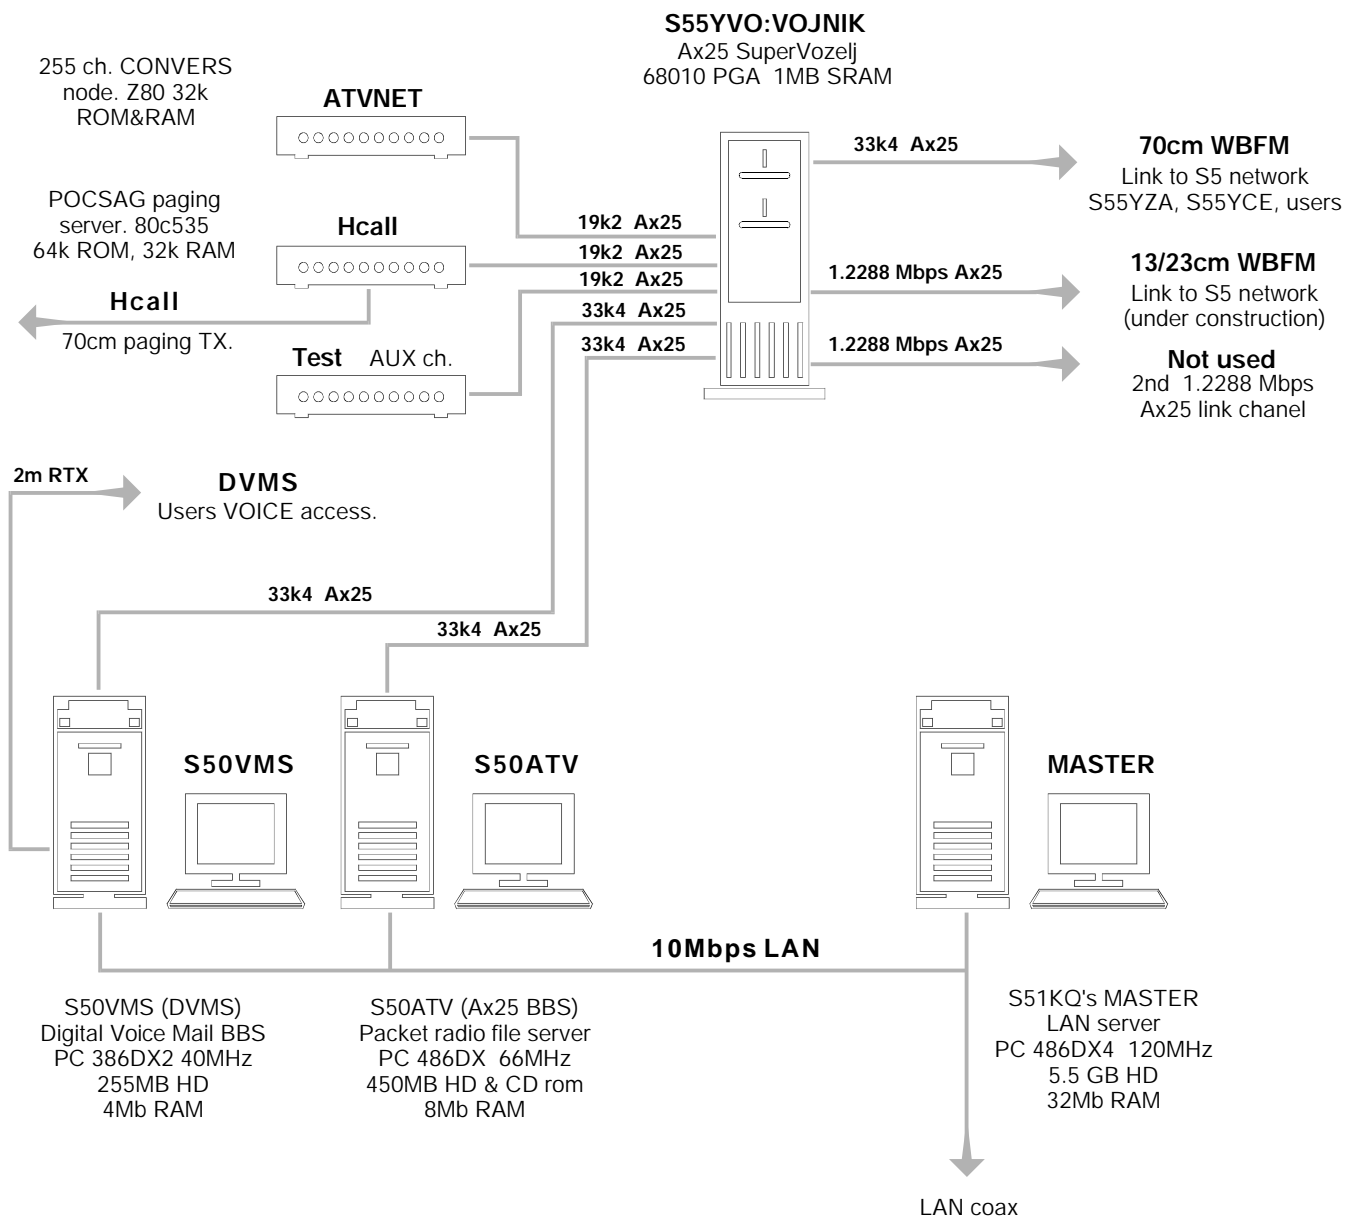 S55YVO:VOJNIK
Ax25 SuperVozelj
68010 PGA 1MB SRAM
255 ch. CONVERS
node. Z80 32k
ROM&RAM
ATVNET
33k4 Ax25
70cm WBFM
Link to S5 network
S55YZA, S55YCE, users
POCSAG paging
server. 80c535
64k ROM, 32k RAM
Hcall
19k2 Ax25
19k2 Ax25
19k2 Ax25
33k4 Ax25
33k4 Ax25
1.2288 Mbps Ax25
13/23cm WBFM
Link to S5 network
(under construction)
Hcall
70cm paging TX.
1.2288 Mbps Ax25
Not used
2nd 1.2288 Mbps
Ax25 link chanel
Test AUX ch.
2m RTX
DVMS
Users VOICE access.
33k4 Ax25
33k4 Ax25
S50VMS
S50ATV
MASTER
10Mbps LAN
S50VMS (DVMS)
Digital Voice Mail BBS
PC 386DX2 40MHz
255MB HD
4Mb RAM
S50ATV (Ax25 BBS)
Packet radio file server
PC 486DX 66MHz
450MB HD & CD rom
8Mb RAM
S51KQ's MASTER
LAN server
PC 486DX4 120MHz
5.5 GB HD
32Mb RAM
LAN coax